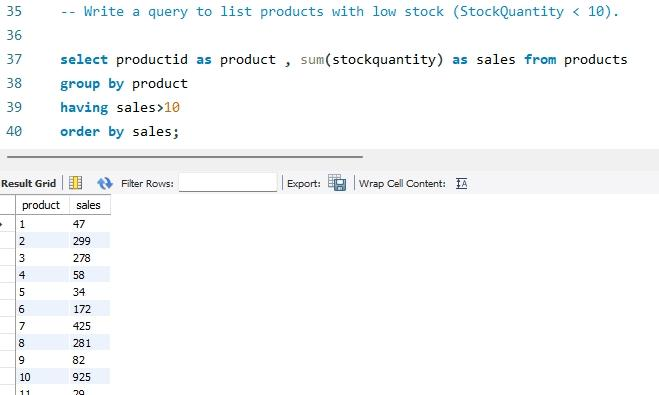 35 -- Write a query to list products with low stock (StockQuantity < 10).
36
37 select productid as product , sum(stockquantity) as sales from products
38 group by product
39 having sales>10
40 order by sales;
Result Grid Filter Rows: Export: Wrap Cell Content: IA
product sales
1 47
2 299
3 278
4 58
5 34
6 172
7 425
8 281
9 82
10 925
11 29